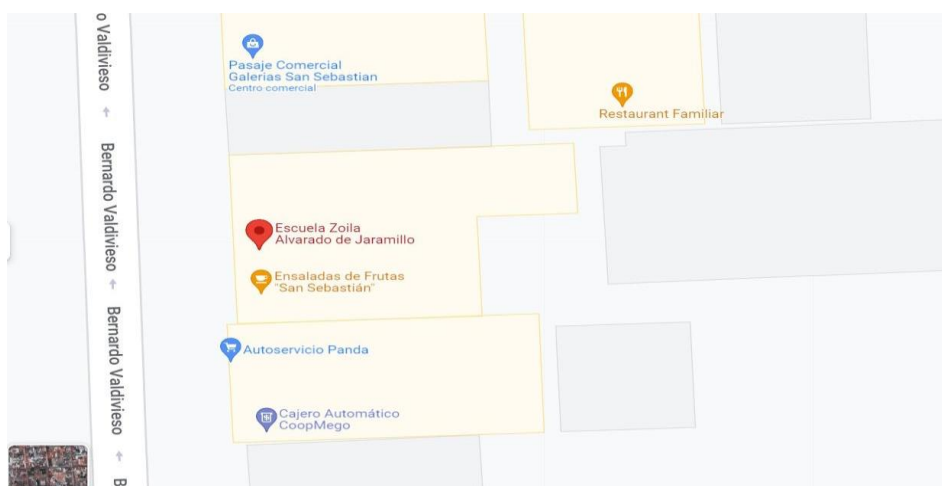 o Valdivieso
Bernardo Valdivieso
Bernardo Valdivieso
B
Pasaje Comercial
Galerias San Sebastian
Centro comercial
Restaurant Familiar
Escuela Zoila
Alvarado de Jaramillo
Ensaladas de Frutas
"San Sebastián"
Autoservicio Panda
Cajero Automático
CoopMego